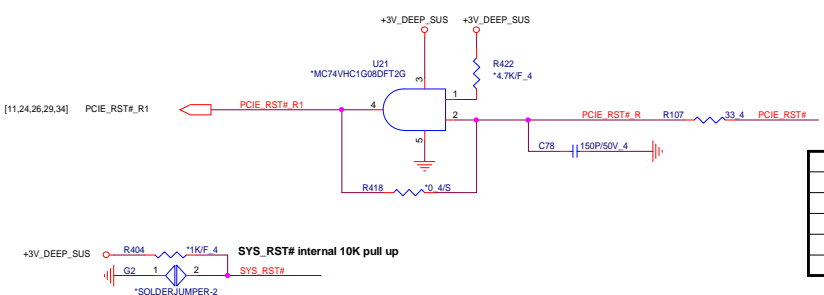 +3V_DEEP_SUS +3V_DEEP_SUS
U21
*MC74VHC1G08DFT2G
R422
*4.7K/F_4
3
1
[11,24,26,29,34] PCIE_RST#_R1
PCIE_RST#_R1
4
2
PCIE_RST#_R
R107
33_4
PCIE_RST#
5
C78
150P/50V_4
R418
*0_4/S
+3V_DEEP_SUS
R404
*1K/F_4
SYS_RST# internal 10K pull up
G2
1
2
SYS_RST#
*SOLDERJUMPER-2